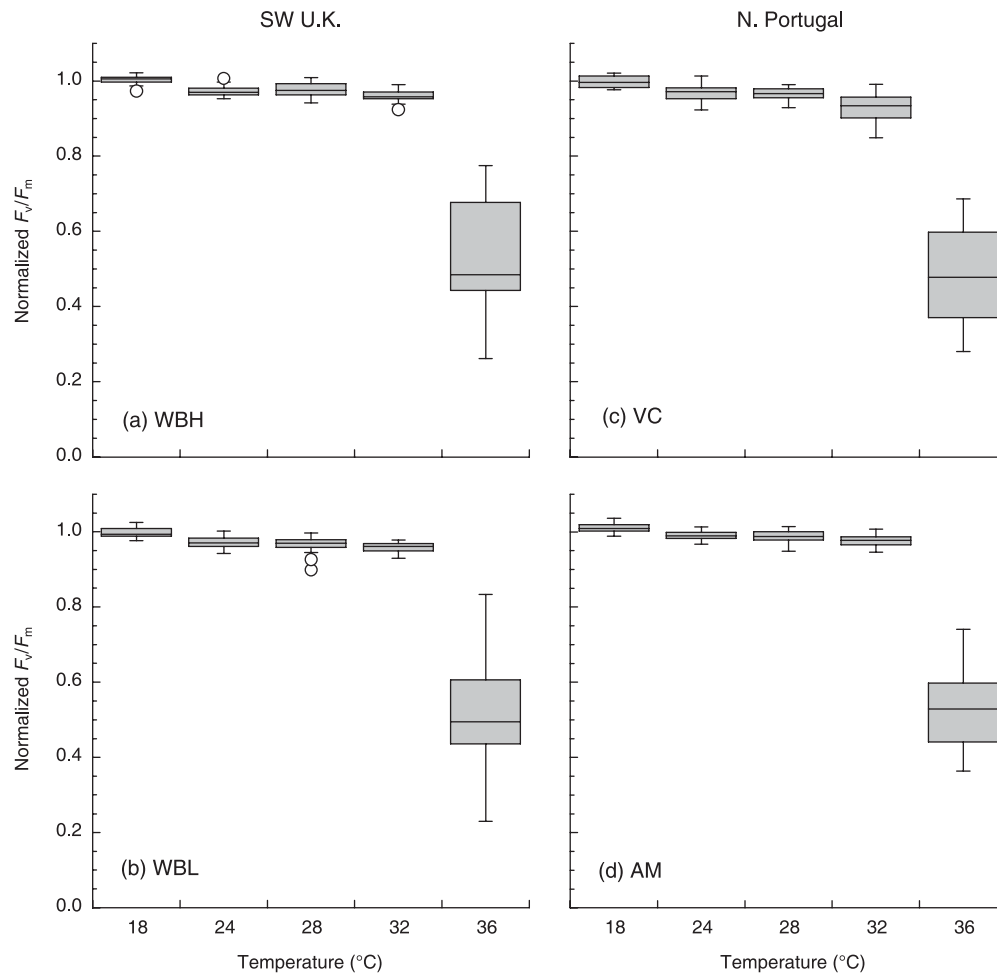 SW U.K.
N. Portugal
Normalized Fv/Fm
1.0
0.8
0.6
0.4
0.2
0.0
(a) WBH
(c) VC
Normalized Fv/Fm
1.0
0.8
0.6
0.4
0.2
0.0
(b) WBL
(d) AM
18 24 28 32 36
18 24 28 32 36
Temperature (°C)
Temperature (°C)